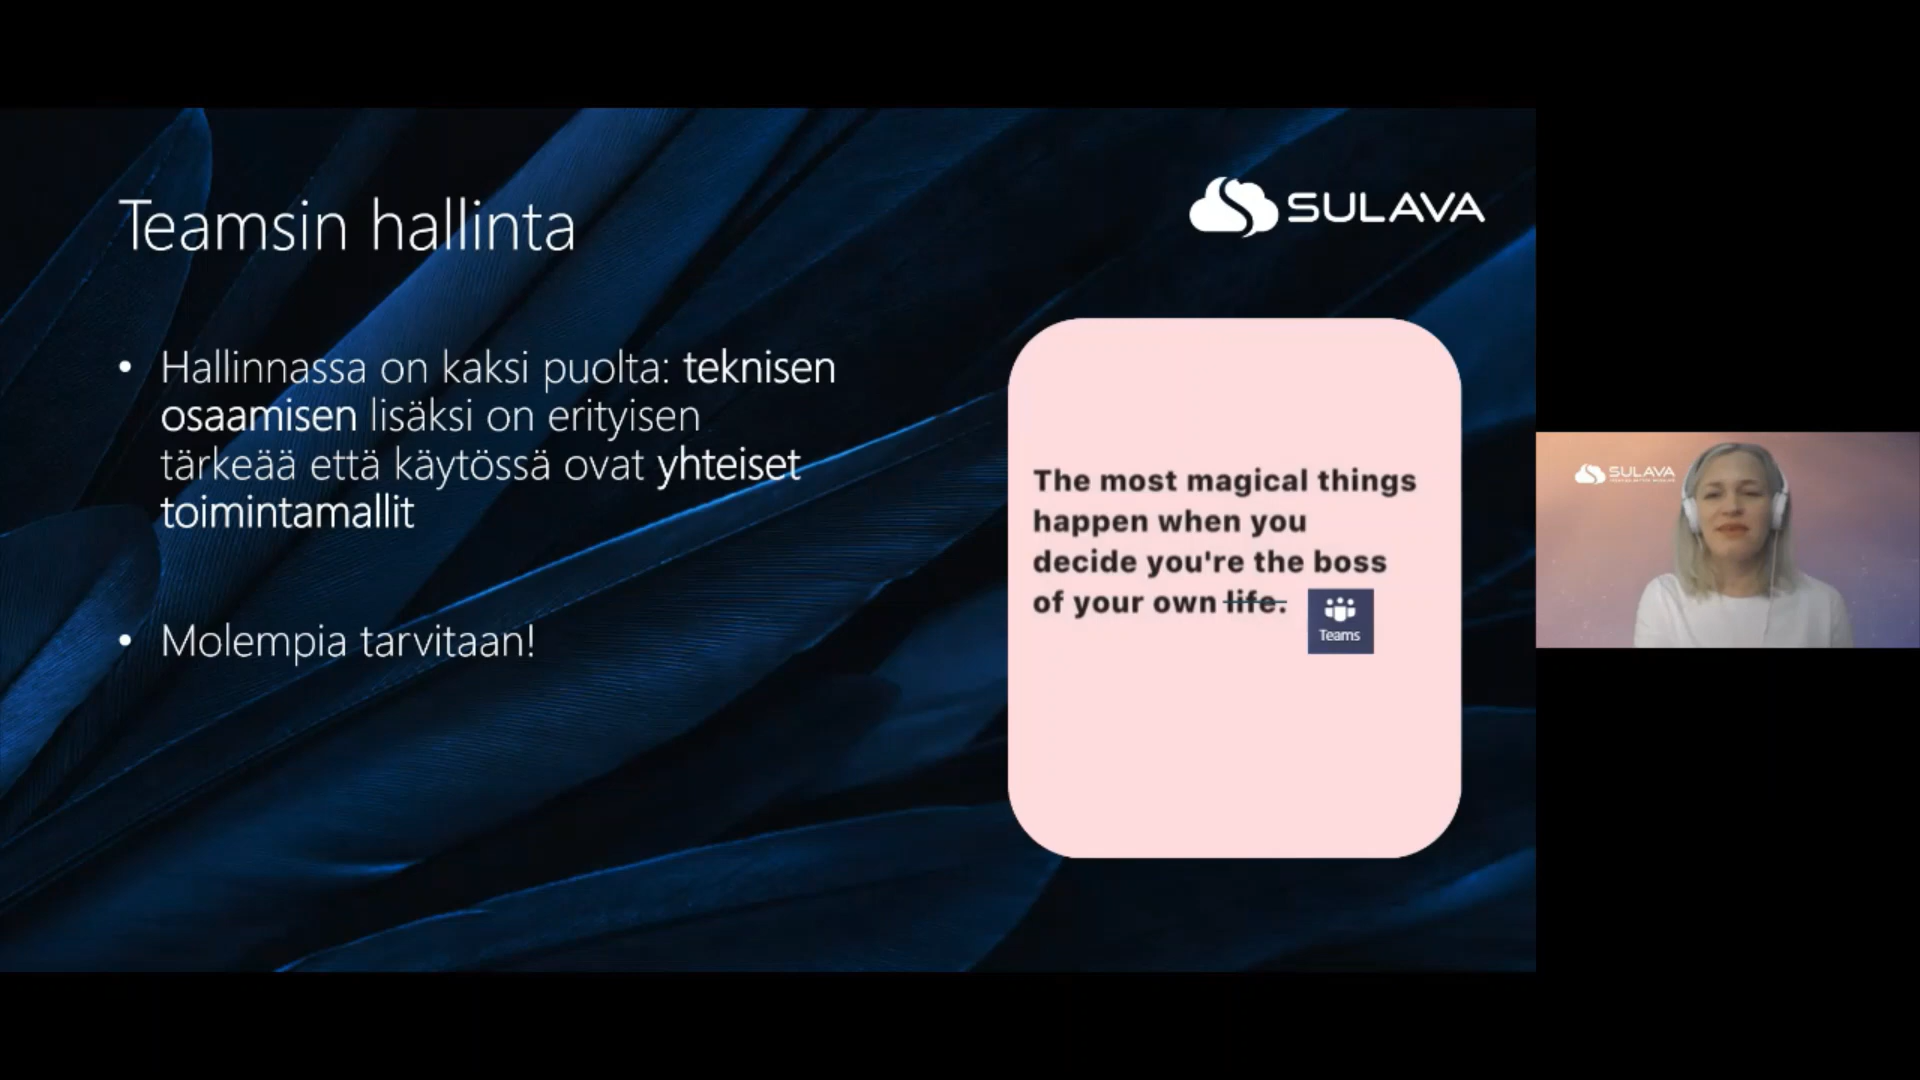 Teamsin hallinta
SULAVA
• Hallinnassa on kaksi puolta: teknisen
osaamisen lisäksi on erityisen
tärkeää että käytössä ovat yhteiset
toimintamallit
• Molempia tarvitaan!
The most magical things
happen when you
decide you're the boss
of your own life.
Teams
SULAVA